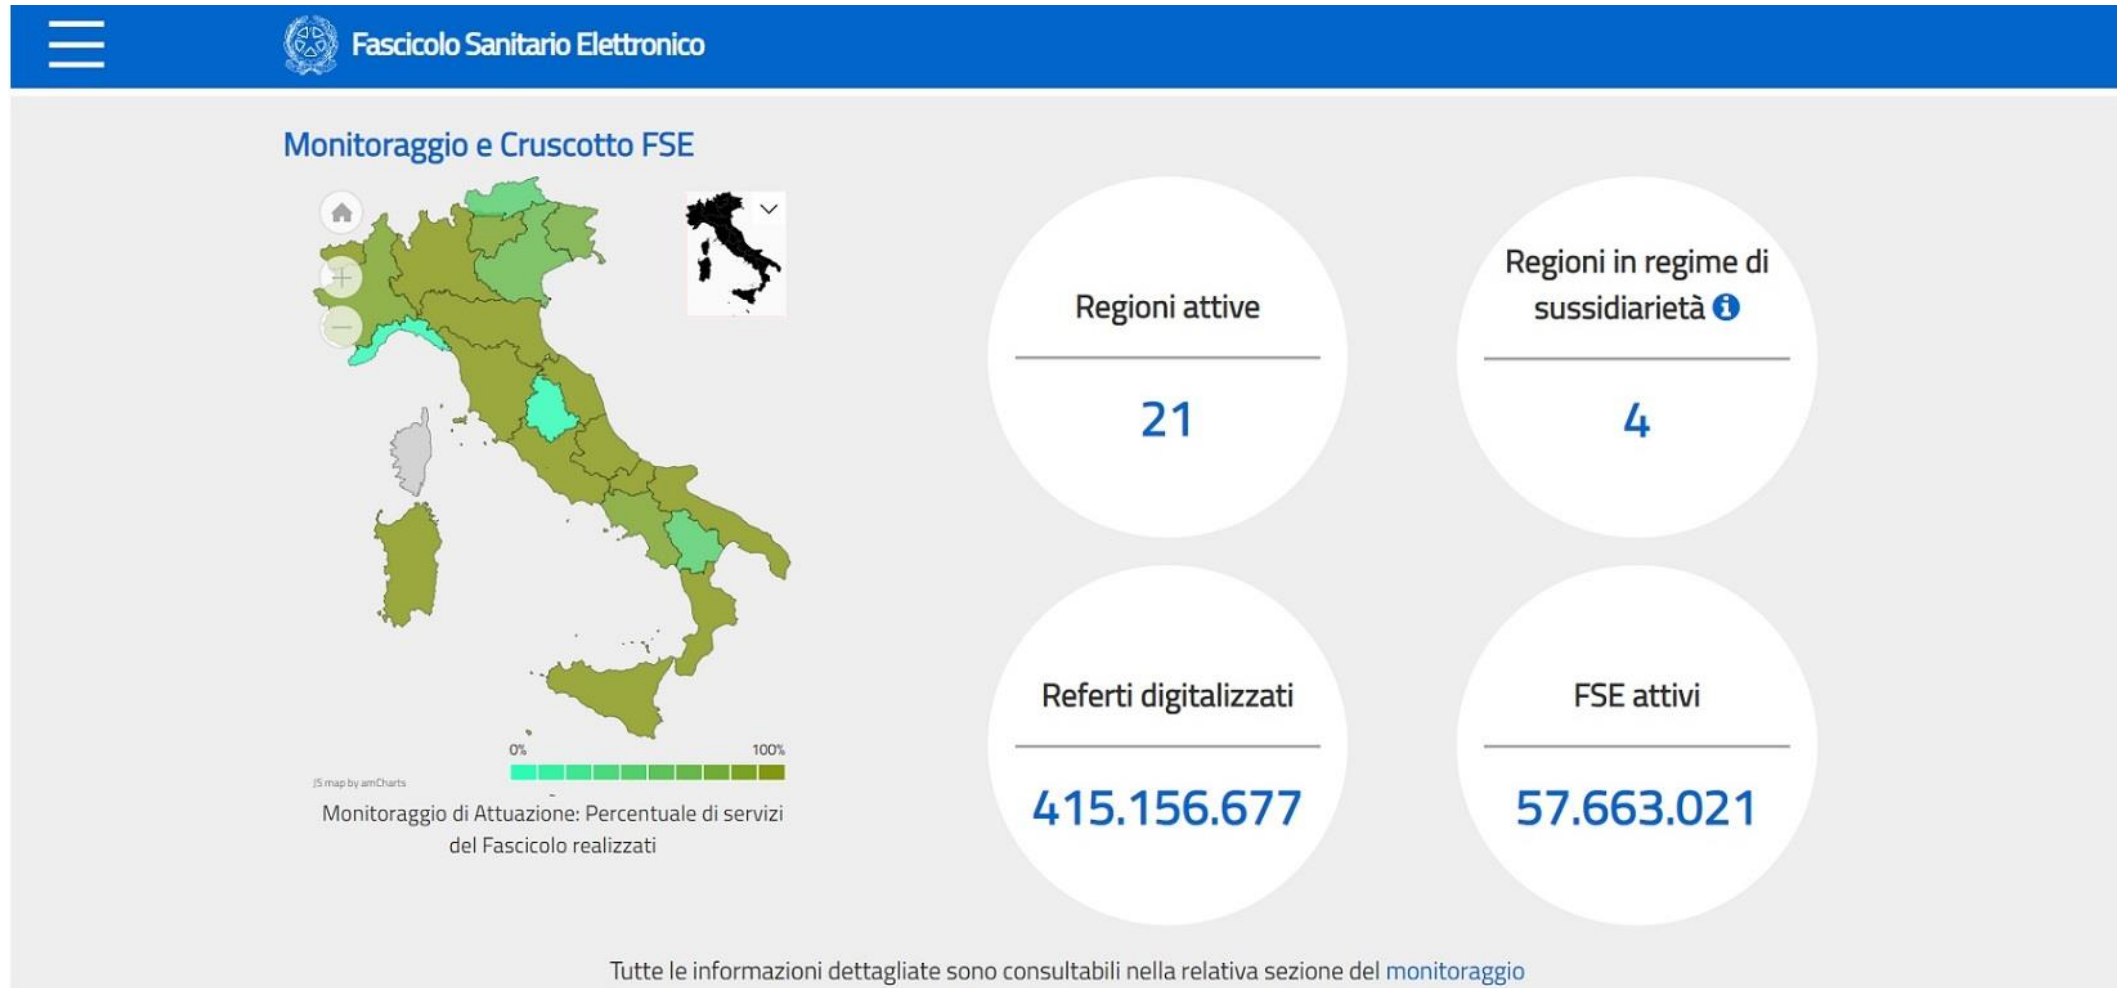 Fascicolo Sanitario Elettronico
Monitoraggio e Cruscotto FSE
0%
100%
JS map by amCharts
Monitoraggio di Attuazione: Percentuale di servizi
del Fascicolo realizzati
Regioni attive
21
Regioni in regime di
sussidiarietà
4
Referti digitalizzati
415.156.677
FSE attivi
57.663.021
Tutte le informazioni dettagliate sono consultabili nella relativa sezione del monitoraggio